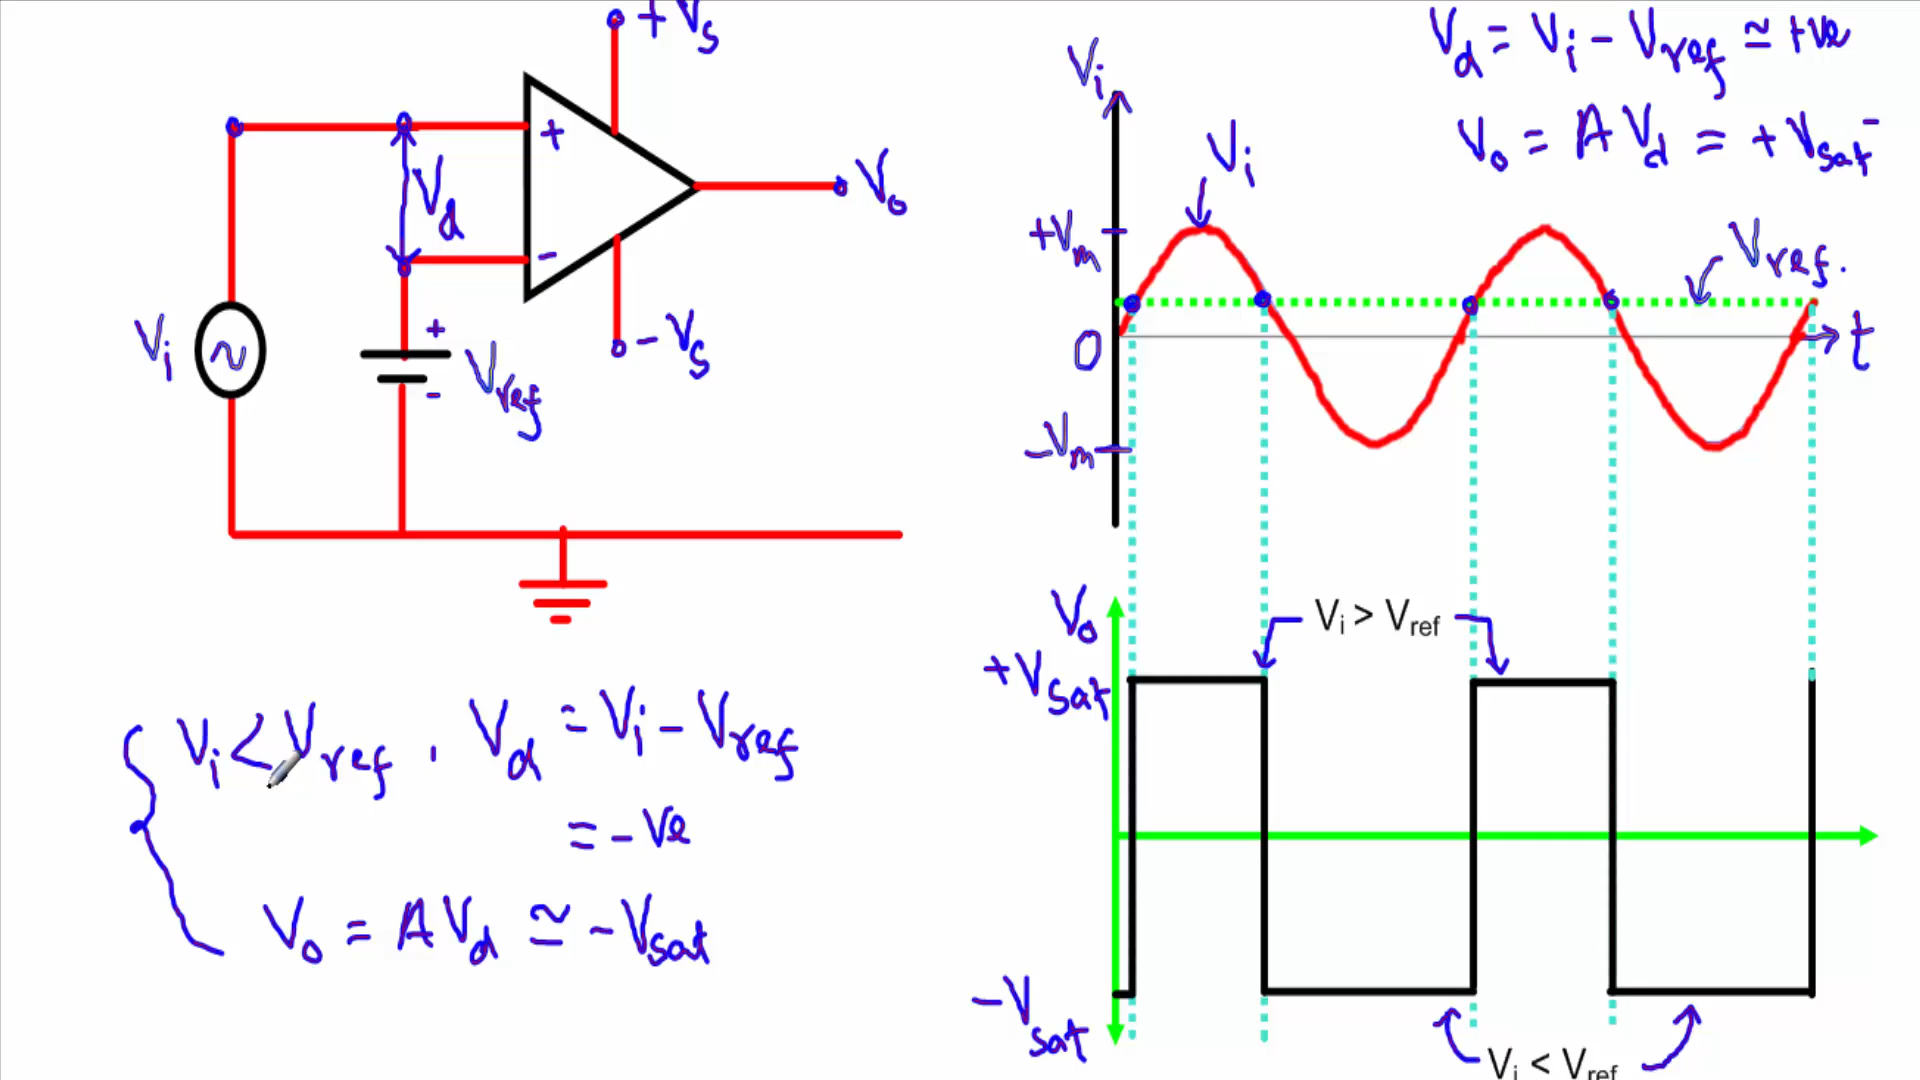 +Vs
+
Vd
Vo
-
-Vs
Vi
~
+
Vref
-
Vi < Vref , Vd = Vi - Vref
= -ve
Vo = A Vd ≃ -Vsat
Vd = Vi - Vref ≃ +ve
Vo = A Vd = +Vsat
Vi
Vi
+Vm
Vref.
0
t
-Vm
Vo
Vi > Vref
+Vsat
-Vsat
Vi < Vref